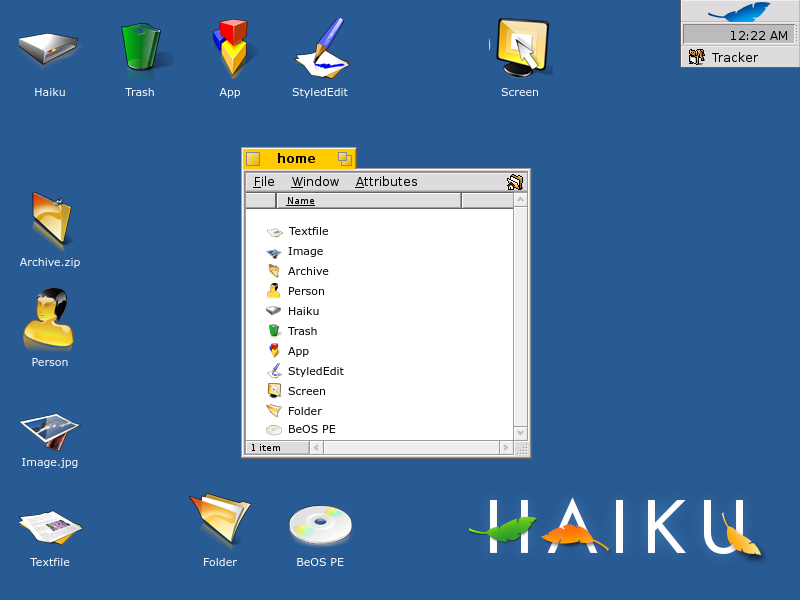 12:22 AM
Tracker
Haiku
Trash
App
StyledEdit
Screen
home
File Window Attributes
Name
Textfile
Image
Archive
Person
Haiku
Trash
App
StyledEdit
Screen
Folder
BeOS PE
1 item
Archive.zip
Person
Image.jpg
Textfile
Folder
BeOS PE
HAIKU